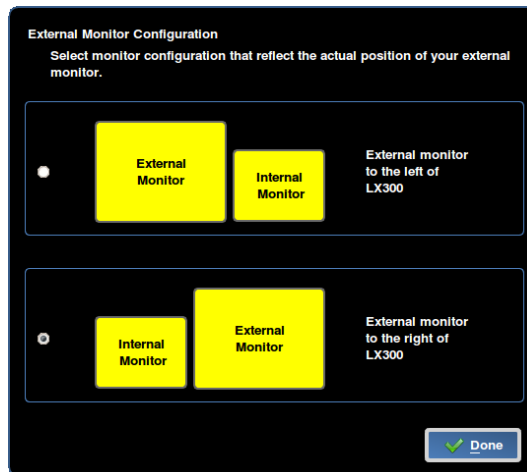 External Monitor Configuration
Select monitor configuration that reflect the actual position of your external
monitor.
External
Monitor
Internal
Monitor
External monitor
to the left of
LX300
Internal
Monitor
External
Monitor
External monitor
to the right of
LX300
Done